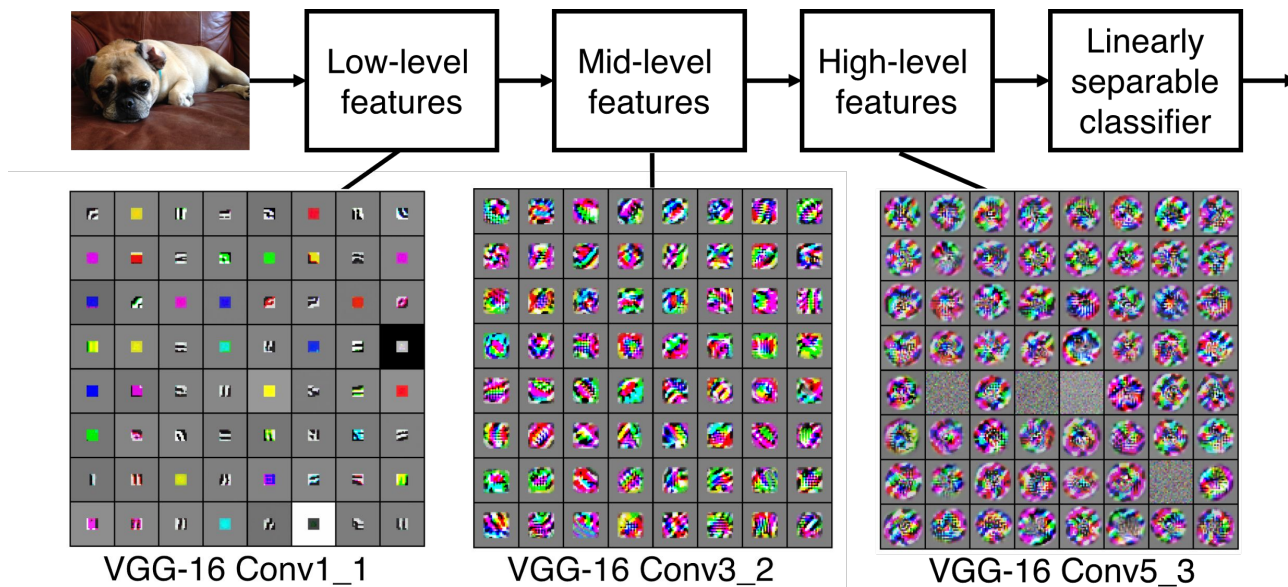 Low-level
features
Mid-level
features
High-level
features
Linearly
separable
classifier
VGG-16 Conv1_1
VGG-16 Conv3_2
VGG-16 Conv5_3